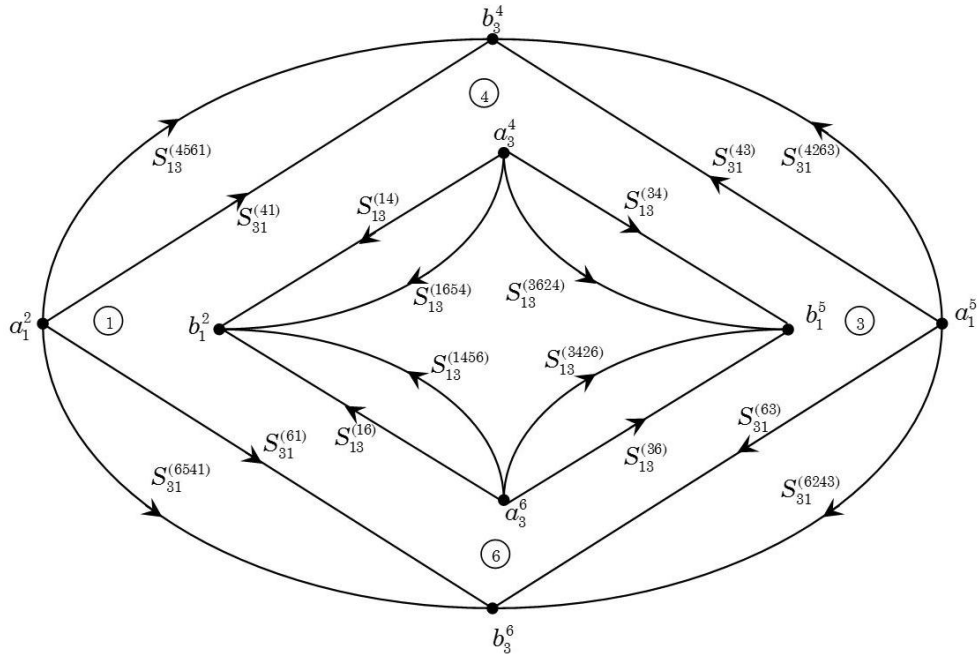 b_3^4
④
a_3^4
S_{13}^{(4561)}
S_{31}^{(43)}
S_{31}^{(4263)}
S_{31}^{(41)}
S_{13}^{(14)}
S_{13}^{(34)}
S_{13}^{(1654)}
S_{13}^{(3624)}
a_1^2
①
b_1^2
b_1^5
③
a_1^5
S_{13}^{(1456)}
S_{13}^{(3426)}
S_{31}^{(61)}
S_{13}^{(16)}
S_{13}^{(36)}
S_{31}^{(63)}
S_{31}^{(6541)}
S_{31}^{(6243)}
a_3^6
⑥
b_3^6